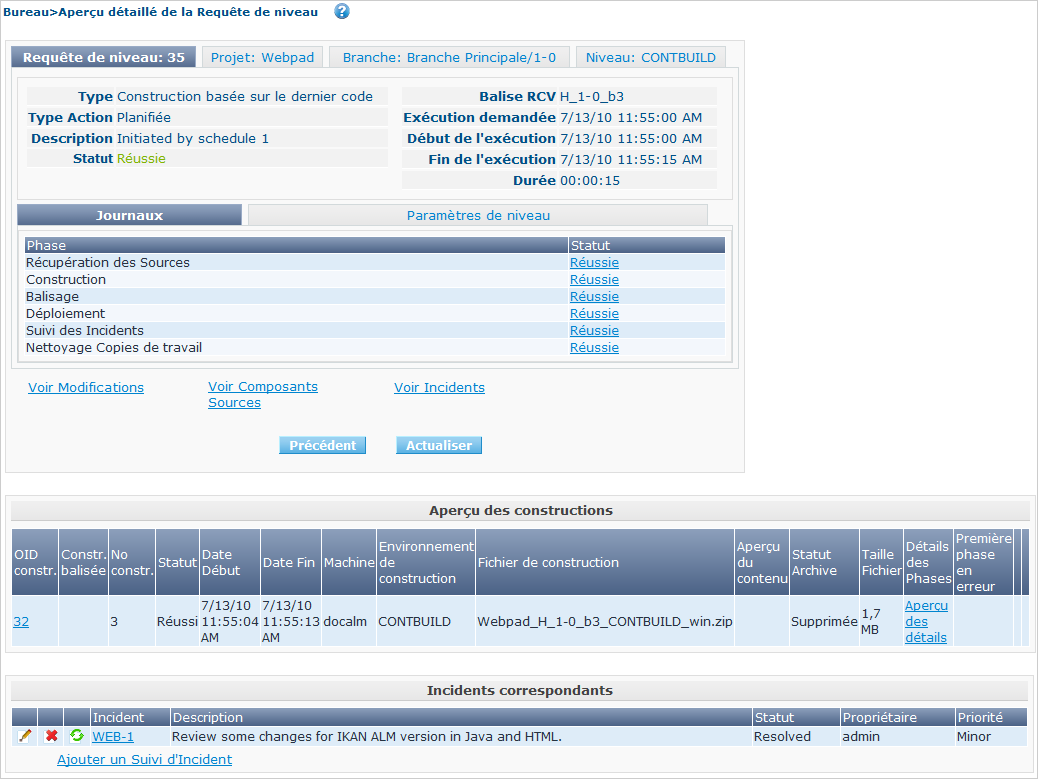 Bureau>Aperçu détaillé de la Requête de niveau ?
Requête de niveau: 35 Projet: Webpad Branche: Branche Principale/1-0 Niveau: CONTBUILD
Type Construction basée sur le dernier code
Type Action Planifiée
Description Initiated by schedule 1
Statut Réussie
Balise RCV H_1-0_b3
Exécution demandée 7/13/10 11:55:00 AM
Début de l'exécution 7/13/10 11:55:00 AM
Fin de l'exécution 7/13/10 11:55:15 AM
Durée 00:00:15
Journaux Paramètres de niveau
Phase Statut
Récupération des Sources Réussie
Construction Réussie
Balisage Réussie
Déploiement Réussie
Suivi des Incidents Réussie
Nettoyage Copies de travail Réussie
Voir Modifications
Voir Composants
Sources
Voir Incidents
Précédent Actualiser
Aperçu des constructions
OID
constr.
Constr.
balisée
No
constr.
Statut
Date
Début
Date Fin
Machine
Environnement
de
construction
Fichier de construction
Aperçu
du
contenu
Statut
Archive
Taille
Fichier
Détails
des
Phases
Première
phase
en
erreur
32
3
Réussi
7/13/10
11:55:04
AM
7/13/10
11:55:13
AM
docalm
CONTBUILD
Webpad_H_1-0_b3_CONTBUILD_win.zip
Supprimée
1,7
MB
Aperçu
des
détails
Incidents correspondants
Incident Description Statut Propriétaire Priorité
WEB-1 Review some changes for IKAN ALM version in Java and HTML. Resolved admin Minor
Ajouter un Suivi d'Incident